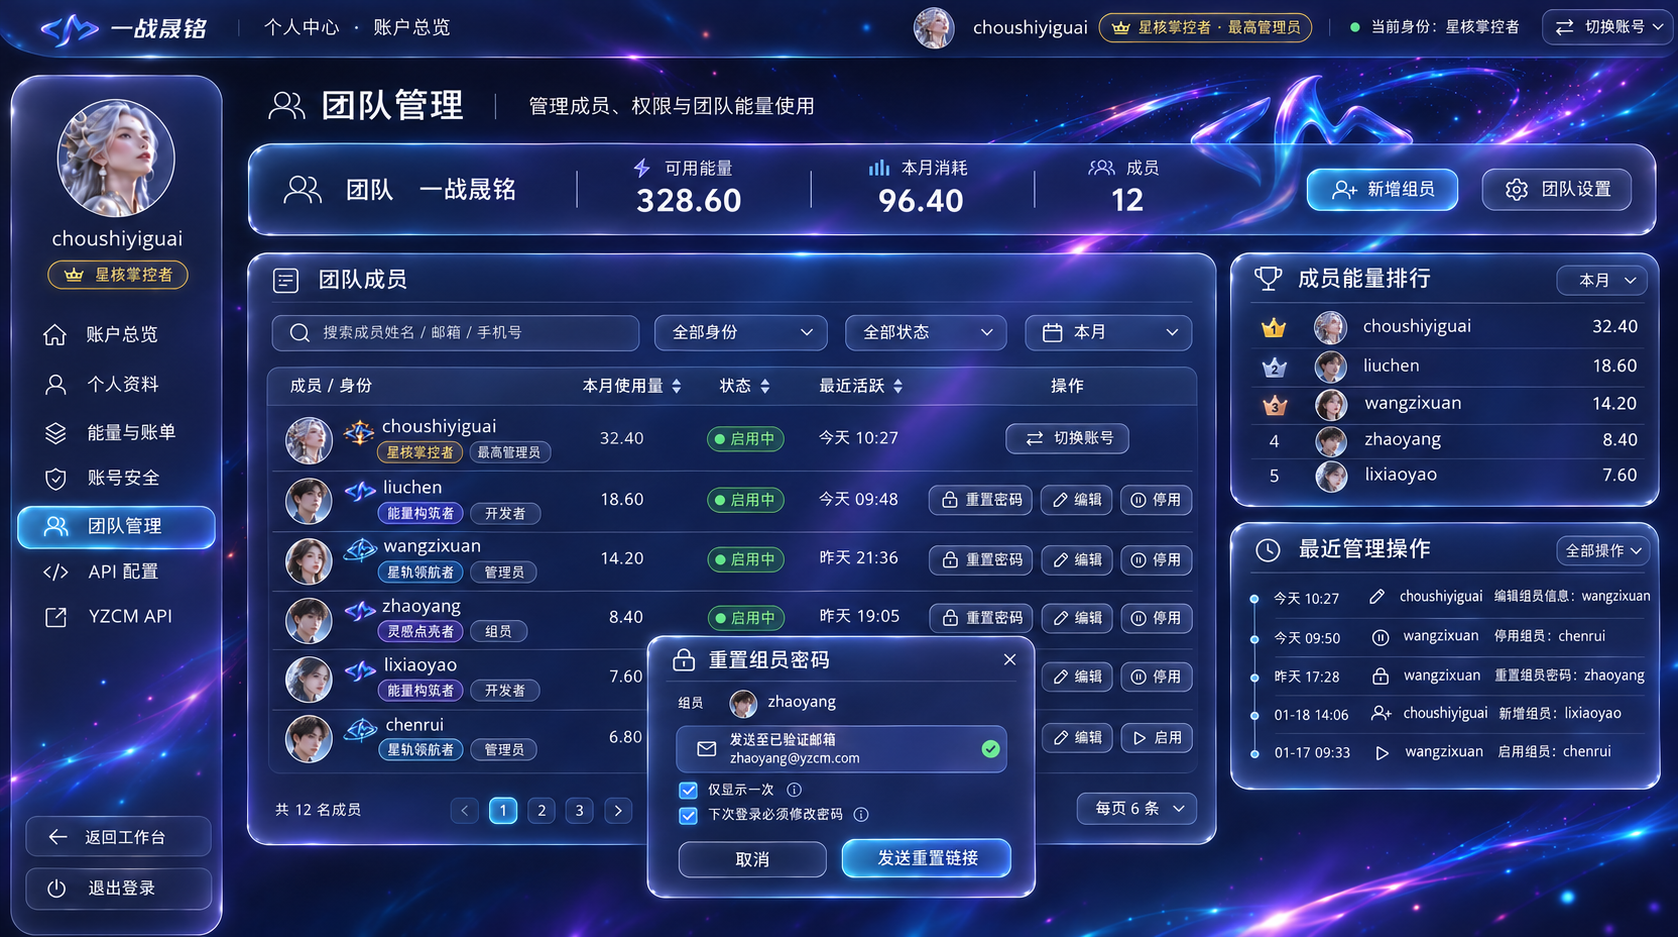 一战晟铭
个人中心 · 账户总览
choushiyiguai
星核掌控者 · 最高管理员
当前身份：星核掌控者
切换账号
choushiyiguai
星核掌控者
账户总览
个人资料
能量与账单
账号安全
团队管理
API 配置
YZCM API
返回工作台
退出登录
团队管理
管理成员、权限与团队能量使用
团队 一战晟铭
可用能量
328.60
本月消耗
96.40
成员
12
新增组员
团队设置
团队成员
搜索成员姓名 / 邮箱 / 手机号
全部身份
全部状态
本月
成员 / 身份 本月使用量 状态 最近活跃 操作
choushiyiguai
星核掌控者 最高管理员
32.40 启用中 今天 10:27 切换账号
liuchen
能量构筑者 开发者
18.60 启用中 今天 09:48 重置密码 编辑 停用
wangzixuan
星轨领航者 管理员
14.20 启用中 昨天 21:36 重置密码 编辑 停用
zhaoyang
灵感点亮者 组员
8.40 启用中 昨天 19:05 重置密码 编辑 停用
lixiaoyao
能量构筑者 开发者
7.60 编辑 停用
chenrui
星轨领航者 管理员
6.80 编辑 启用
共 12 名成员
1 2 3
每页 6 条
重置组员密码
组员 zhaoyang
发送至已验证邮箱
zhaoyang@yzcm.com
仅显示一次
下次登录必须修改密码
取消 发送重置链接
成员能量排行
本月
1 choushiyiguai 32.40
2 liuchen 18.60
3 wangzixuan 14.20
4 zhaoyang 8.40
5 lixiaoyao 7.60
最近管理操作
全部操作
今天 10:27 choushiyiguai 编辑组员信息：wangzixuan
今天 09:50 wangzixuan 停用组员：chenrui
昨天 17:28 wangzixuan 重置组员密码：zhaoyang
01-18 14:06 choushiyiguai 新增组员：lixiaoyao
01-17 09:33 wangzixuan 启用组员：chenrui